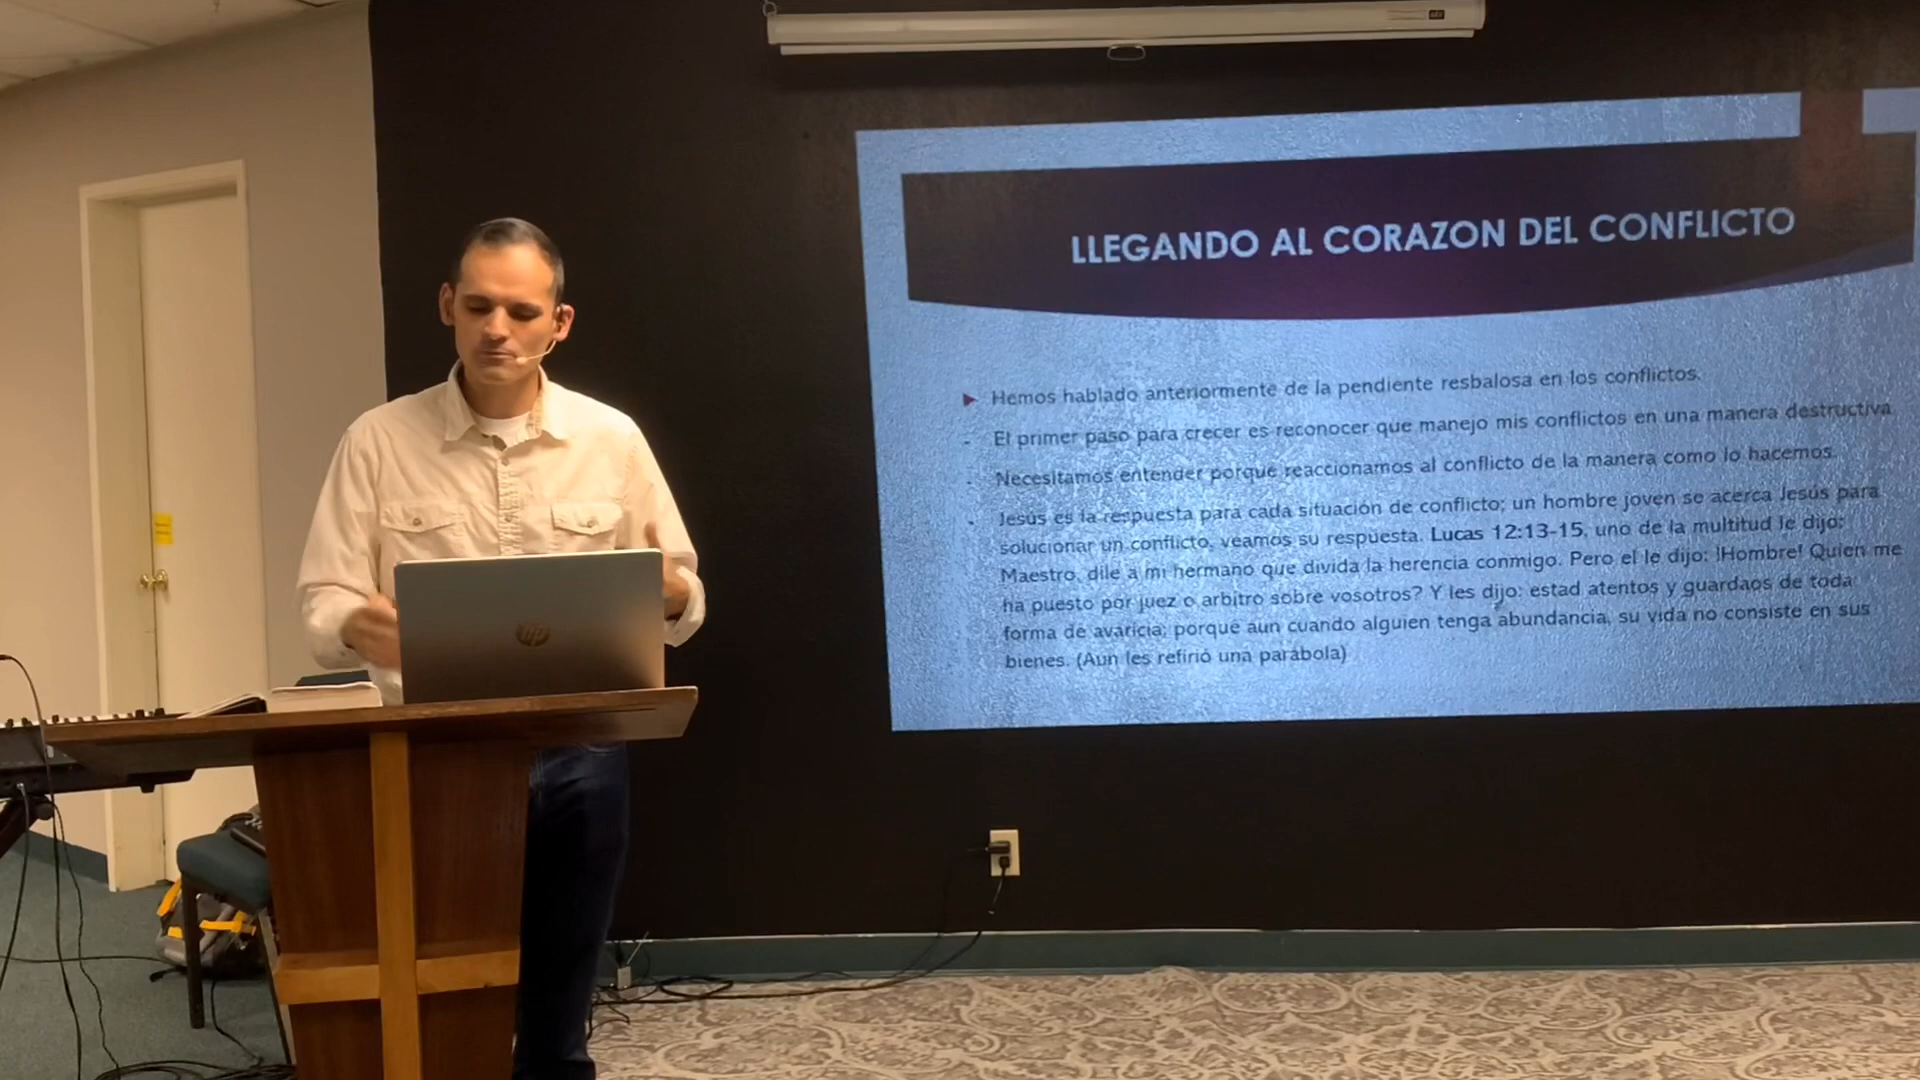 LLEGANDO AL CORAZON DEL CONFLICTO
Hemos hablado anteriormente de la pendiente resbalosa en los conflictos.
- El primer paso para crecer es reconocer que manejo mis conflictos en una manera destructiva
- Necesitamos entender porque reaccionamos al conflicto de la manera como lo hacemos.
- Jesús es la respuesta para cada situación de conflicto; un hombre joven se acerca Jesús para
solucionar un conflicto, veamos su respuesta. Lucas 12:13-15, uno de la multitud le dijo:
Maestro, dile a mi hermano que divida la herencia conmigo. Pero el le dijo: !Hombre! Quien me
ha puesto por juez o arbitro sobre vosotros? Y les dijo: estad atentos y guardaos de toda
forma de avaricia; porque aun cuando alguien tenga abundancia, su vida no consiste en sus
bienes. (Aun les refirió una parábola)
hp